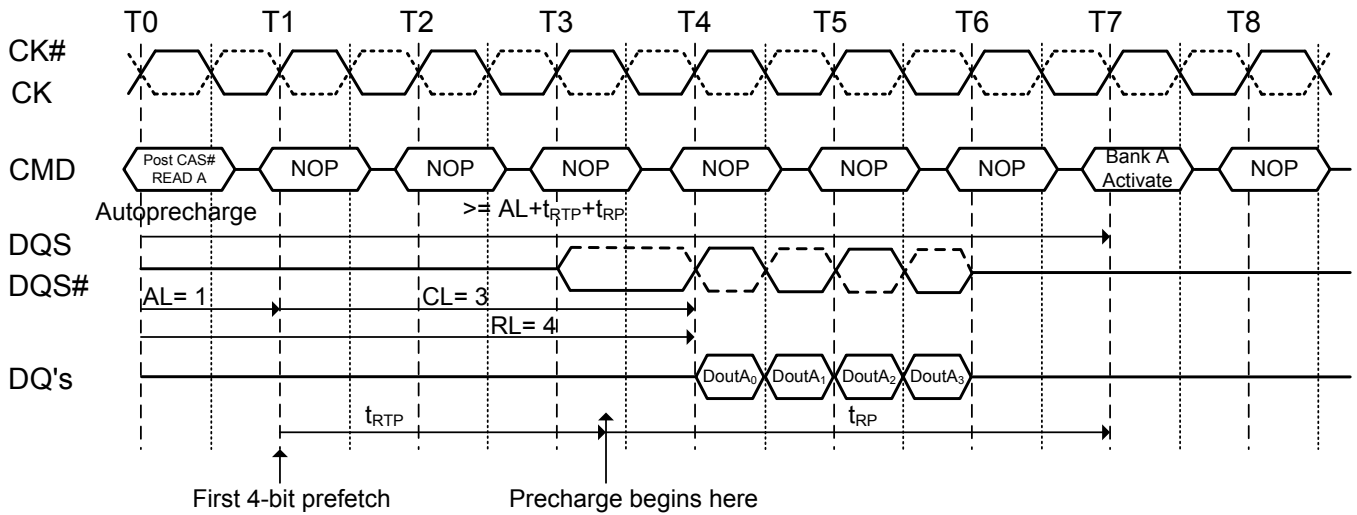 T0 T1 T2 T3 T4 T5 T6 T7 T8
CK#
CK
CMD
Post CAS#
READ A
NOP NOP NOP NOP NOP NOP
Bank A
Activate
NOP
Autoprecharge
>= AL+tRTP+tRP
DQS
DQS#
AL= 1
CL= 3
RL= 4
DQ's
DoutA0 DoutA1 DoutA2 DoutA3
tRTP
tRP
First 4-bit prefetch
Precharge begins here